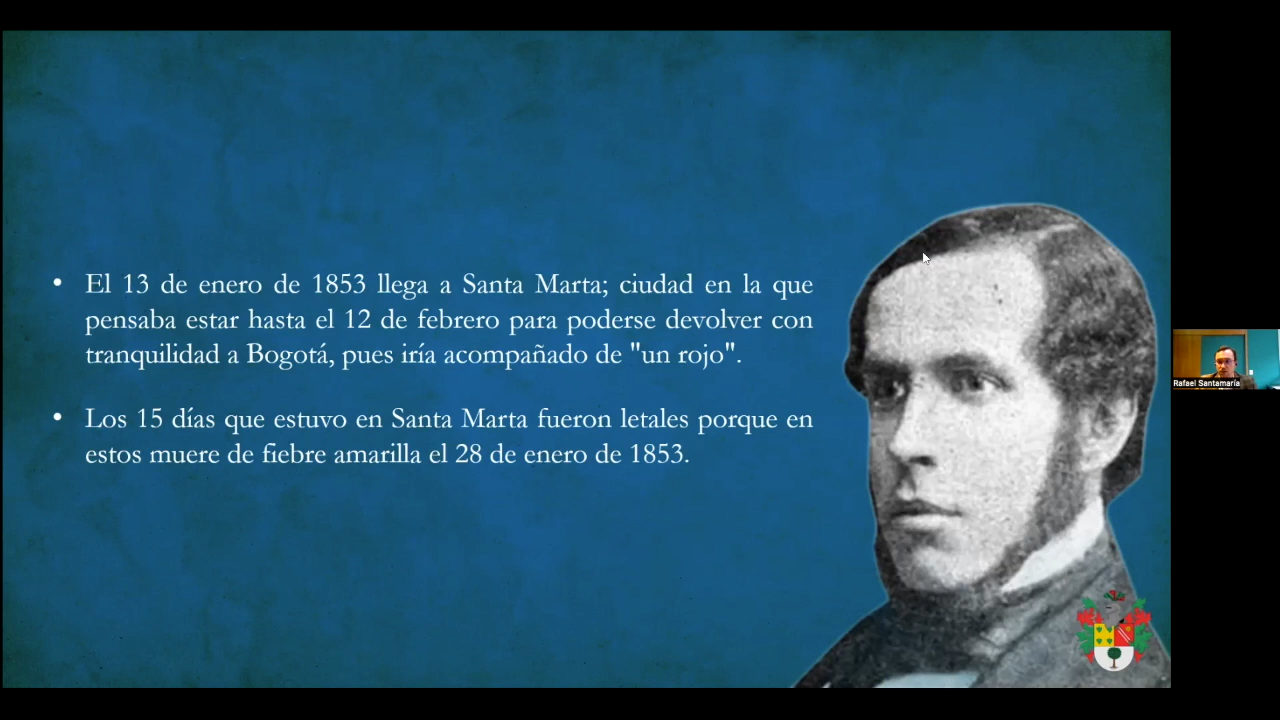 • El 13 de enero de 1853 llega a Santa Marta; ciudad en la que
pensaba estar hasta el 12 de febrero para poderse devolver con
tranquilidad a Bogotá, pues iría acompañado de "un rojo".
• Los 15 días que estuvo en Santa Marta fueron letales porque en
estos muere de fiebre amarilla el 28 de enero de 1853.
Rafael Santamaría